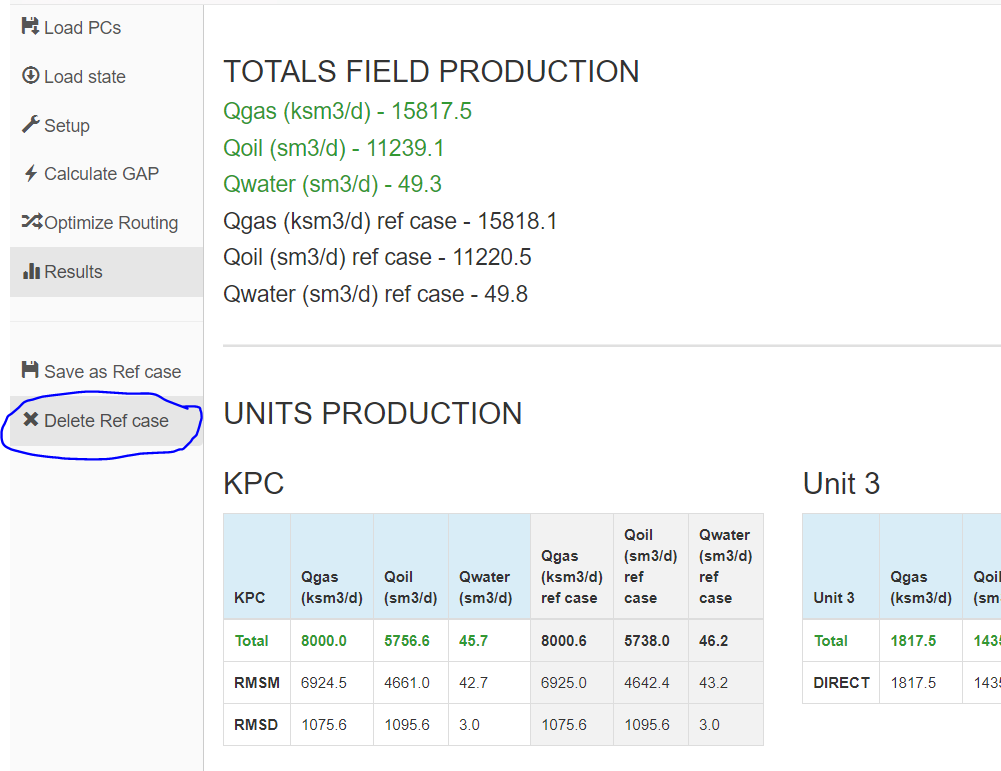 Load PCs
Load state
Setup
Calculate GAP
Optimize Routing
Results
Save as Ref case
Delete Ref case
TOTALS FIELD PRODUCTION
Qgas (ksm3/d) - 15817.5
Qoil (sm3/d) - 11239.1
Qwater (sm3/d) - 49.3
Qgas (ksm3/d) ref case - 15818.1
Qoil (sm3/d) ref case - 11220.5
Qwater (sm3/d) ref case - 49.8
UNITS PRODUCTION
KPC
KPC Qgas (ksm3/d) Qoil (sm3/d) Qwater (sm3/d) Qgas (ksm3/d) ref case Qoil (sm3/d) ref case Qwater (sm3/d) ref case
Total 8000.0 5756.6 45.7 8000.6 5738.0 46.2
RMSM 6924.5 4661.0 42.7 6925.0 4642.4 43.2
RMSD 1075.6 1095.6 3.0 1075.6 1095.6 3.0
Unit 3
Unit 3 Qgas (ksm3/d) Qoil (sm
Total 1817.5 1435
DIRECT 1817.5 1435